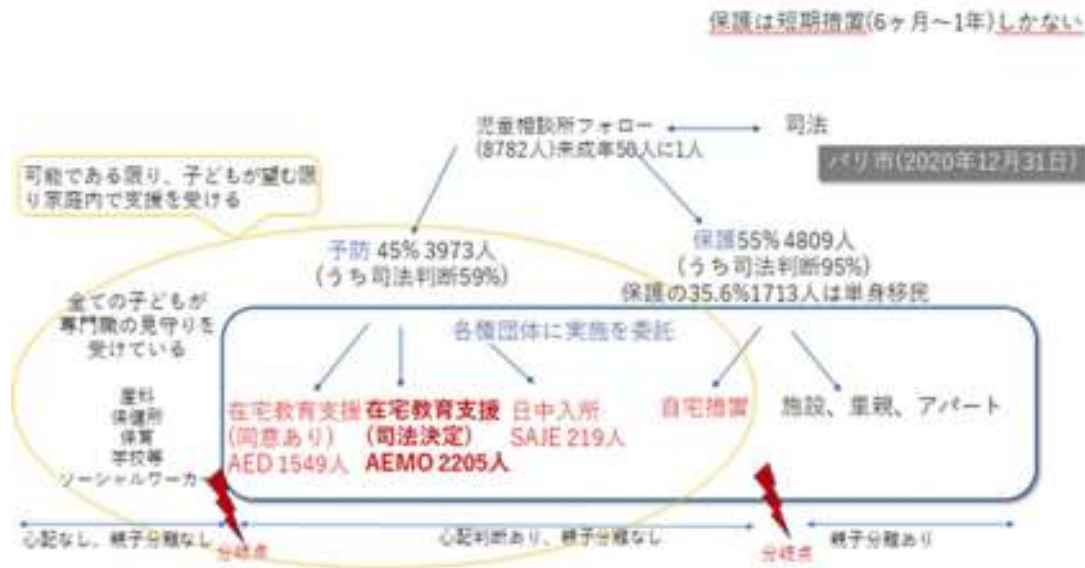 保護は短期措置(6ヶ月～1年)しかない
児童相談所フォロー
(8782人)未成年50人に1人
司法
パリ市(2020年12月31日)
可能である限り、子どもが望む限
り家庭内で支援を受ける
予防 45% 3973人
(うち司法判断59%)
保護55% 4809人
(うち司法判断95%)
保護の35.6%1713人は単身移民
全ての子どもが
専門職の見守りを
受けている
各種団体に実施を委託
産科
保健所
保育
学校等
ソーシャルワーカー
在宅教育支援
(同意あり)
AED 1549人
在宅教育支援
(司法決定)
AEMO 2205人
日中入所
SAJE 219人
自宅措置
施設、里親、アパート
心配なし、親子分離なし
分岐点
心配判断あり、親子分離なし
分岐点
親子分離あり